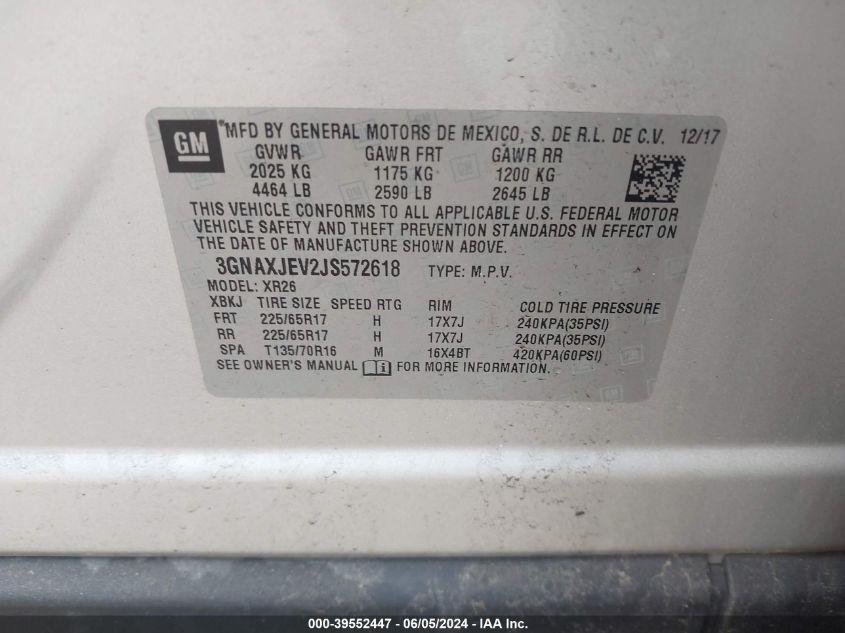 GM *MFD BY GENERAL MOTORS DE MEXICO, S. DE R.L. DE C.V. 12/17
GVWR GAWR FRT GAWR RR
2025 KG 1175 KG 1200 KG
4464 LB 2590 LB 2645 LB
THIS VEHICLE CONFORMS TO ALL APPLICABLE U.S. FEDERAL MOTOR
VEHICLE SAFETY AND THEFT PREVENTION STANDARDS IN EFFECT ON
THE DATE OF MANUFACTURE SHOWN ABOVE.
3GNAXJEV2JS572618 TYPE: M.P.V.
MODEL: XR26
XBKJ TIRE SIZE SPEED RTG RIM COLD TIRE PRESSURE
FRT 225/65R17 H 17X7J 240KPA(35PSI)
RR 225/65R17 H 17X7J 240KPA(35PSI)
SPA T135/70R16 M 16X4BT 420KPA(60PSI)
SEE OWNER'S MANUAL FOR MORE INFORMATION.
000-39552447 - 06/05/2024 - IAA Inc.